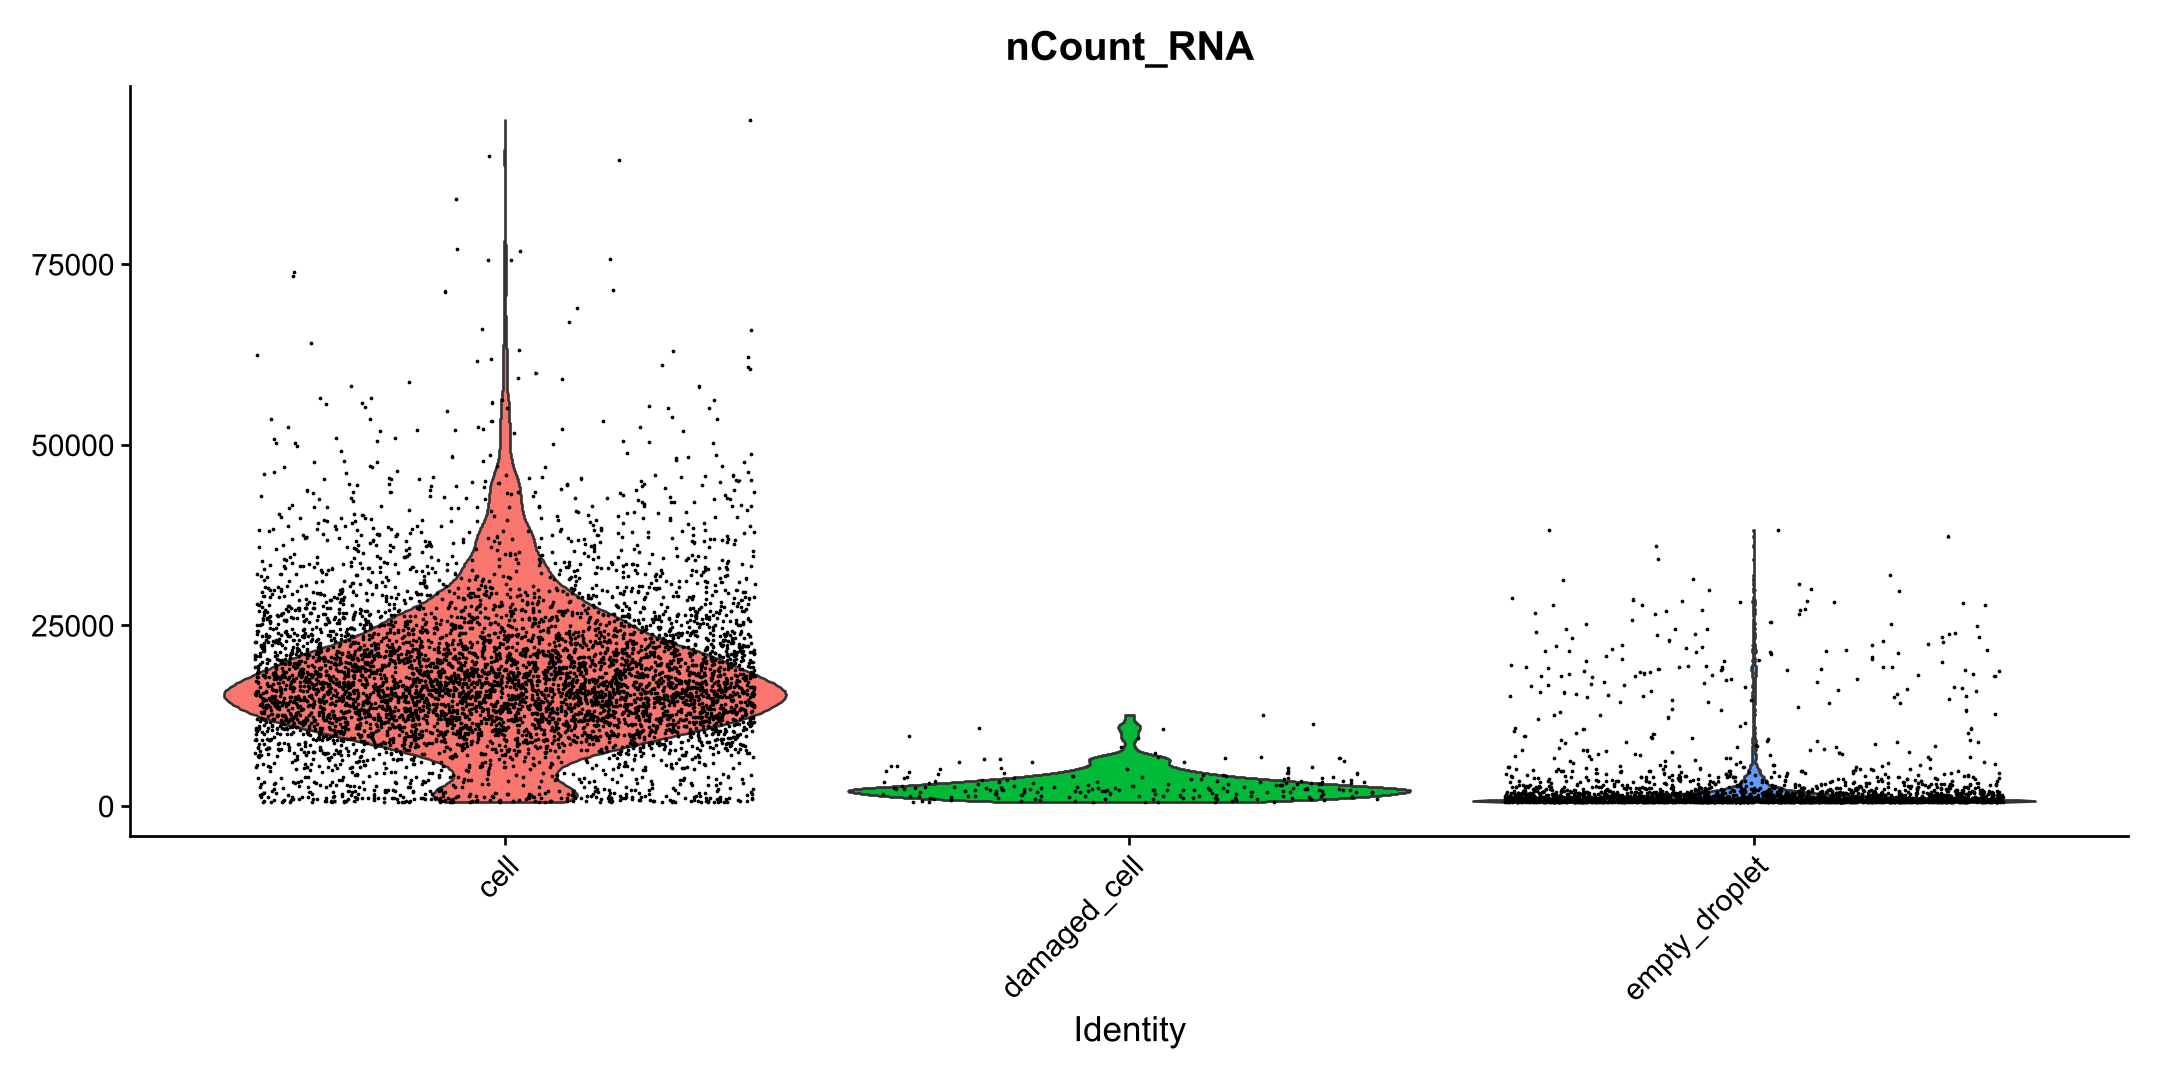 nCount_RNA
75000
50000
25000
0
cell
damaged_cell
empty_droplet
Identity